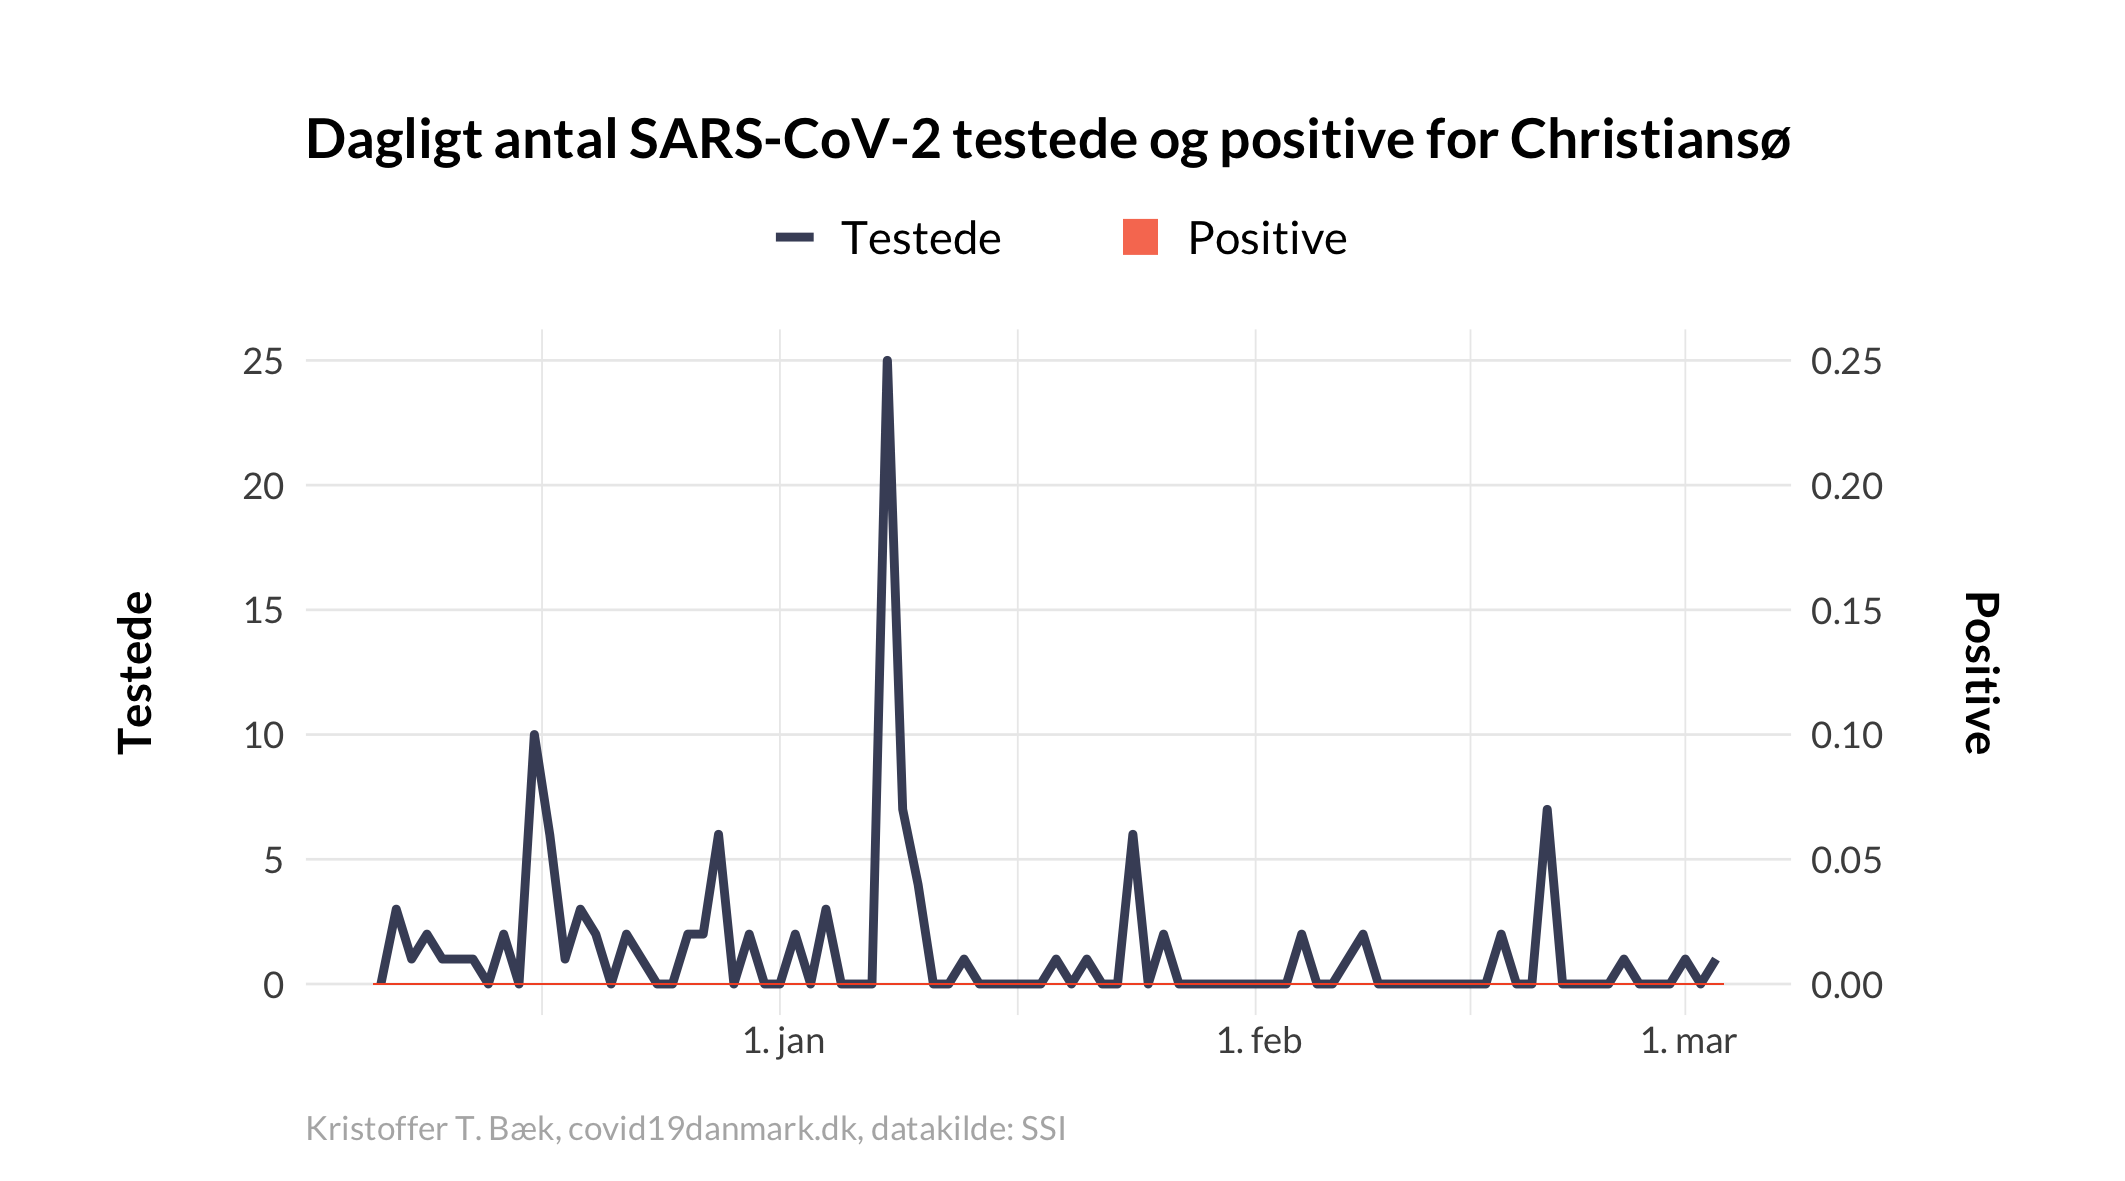 Dagligt antal SARS-CoV-2 testede og positive for Christiansø
Testede
Positive
25
20
15
10
5
0
Testede
0.25
0.20
0.15
0.10
0.05
0.00
Positive
1. jan
1. feb
1. mar
Kristoffer T. Bæk, covid19danmark.dk, datakilde: SSI